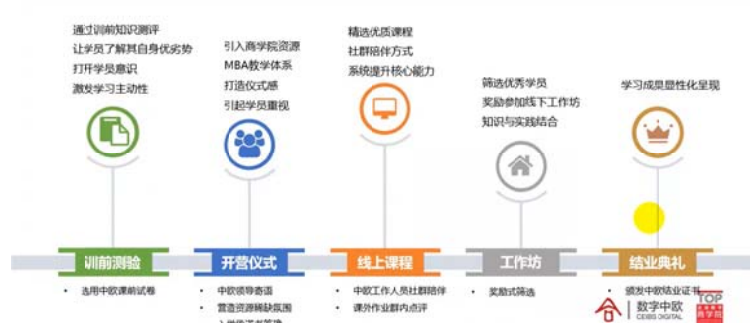 通过训前知识测评
让学员了解其自身优劣势
打开学员意识
激发学习主动性
引入商学院资源
MBA教学体系
打造仪式感
引起学员重视
精选优质课程
社群陪伴方式
系统提升核心能力
筛选优秀学员
奖励参加线下工作坊
知识与实践结合
学习成果显性化呈现
训前测验
开营仪式
线上课程
工作坊
结业典礼
• 选用中欧课前试卷
• 中欧领导寄语
• 营造资源稀缺氛围
• 中欧工作人员社群陪伴
• 课外作业群内点评
• 奖励式筛选
• 颁发中欧结业证书
数字中欧
CEIBS DIGITAL
TOP
商学院